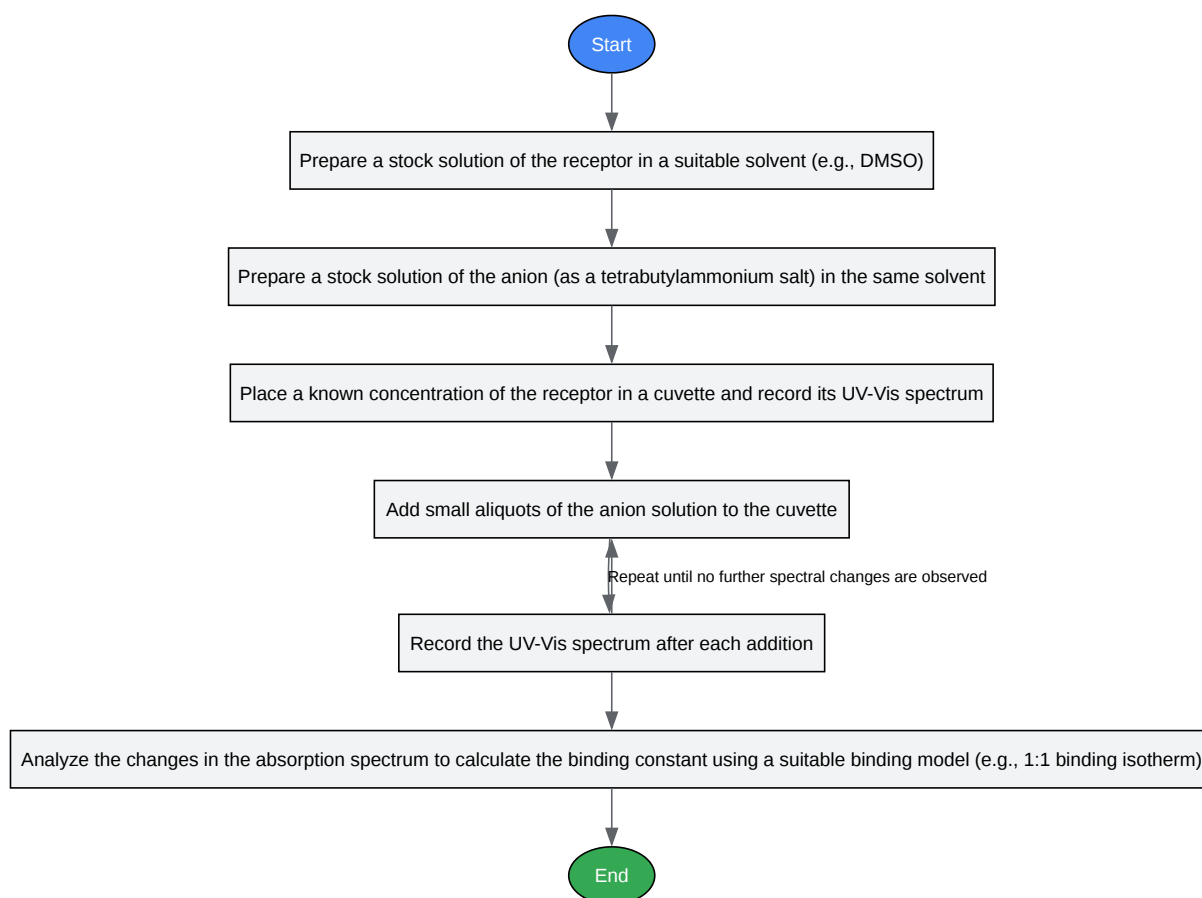 Start
Prepare a stock solution of the receptor in a suitable solvent (e.g., DMSO)
Prepare a stock solution of the anion (as a tetrabutylammonium salt) in the same solvent
Place a known concentration of the receptor in a cuvette and record its UV-Vis spectrum
Add small aliquots of the anion solution to the cuvette
Repeat until no further spectral changes are observed
Record the UV-Vis spectrum after each addition
Analyze the changes in the absorption spectrum to calculate the binding constant using a suitable binding model (e.g., 1:1 binding isotherm)
End